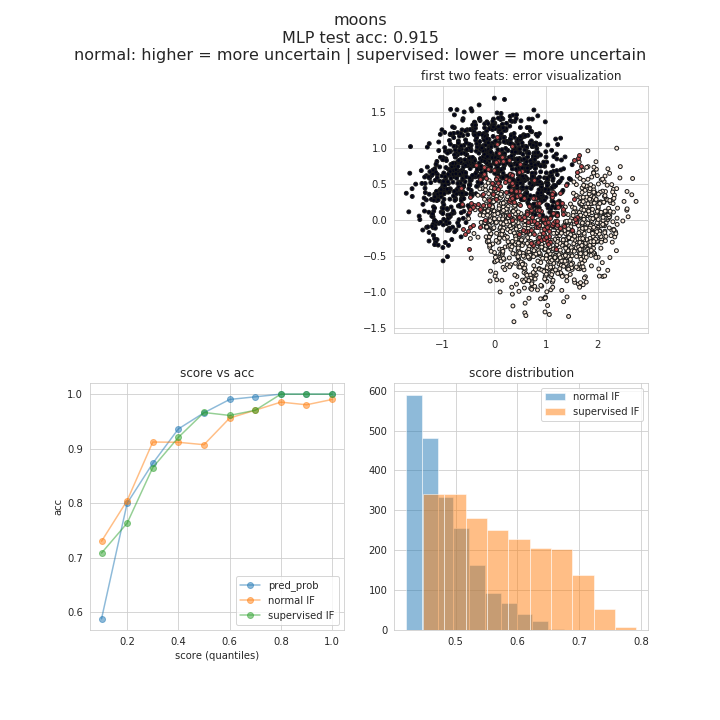 moons
MLP test acc: 0.915
normal: higher = more uncertain | supervised: lower = more uncertain
first two feats: error visualization
1.5
1.0
0.5
0.0
−0.5
−1.0
−1.5
−1 0 1 2
score vs acc
1.0
0.9
0.8
0.7
0.6
acc
pred_prob
normal IF
supervised IF
0.2 0.4 0.6 0.8 1.0
score (quantiles)
score distribution
600
500
400
300
200
100
0
normal IF
supervised IF
0.5 0.6 0.7 0.8